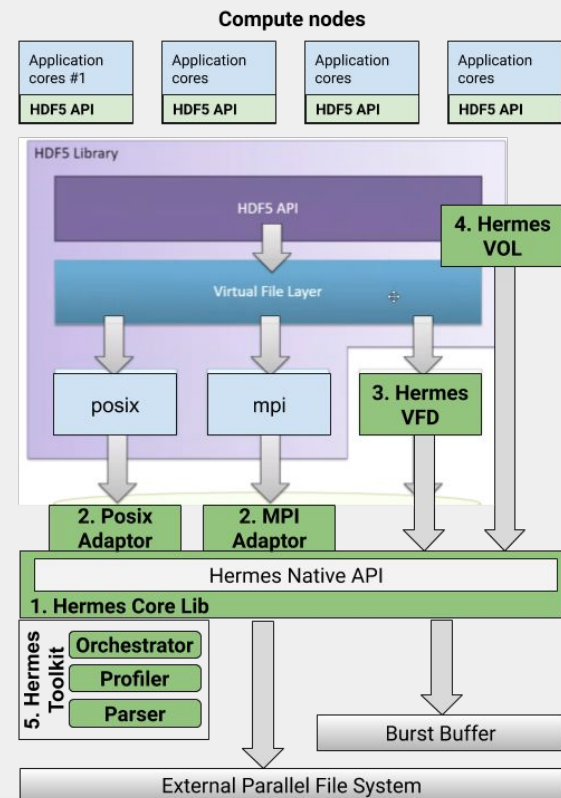 Compute nodes
Application
cores #1
HDF5 API
Application
cores
HDF5 API
Application
cores
HDF5 API
Application
cores
HDF5 API
HDF5 Library
HDF5 API
4. Hermes
VOL
Virtual File Layer
posix
mpi
3. Hermes
VFD
2. Posix
Adaptor
2. MPI
Adaptor
Hermes Native API
1. Hermes Core Lib
5. Hermes
Toolkit
Orchestrator
Profiler
Parser
Burst Buffer
External Parallel File System